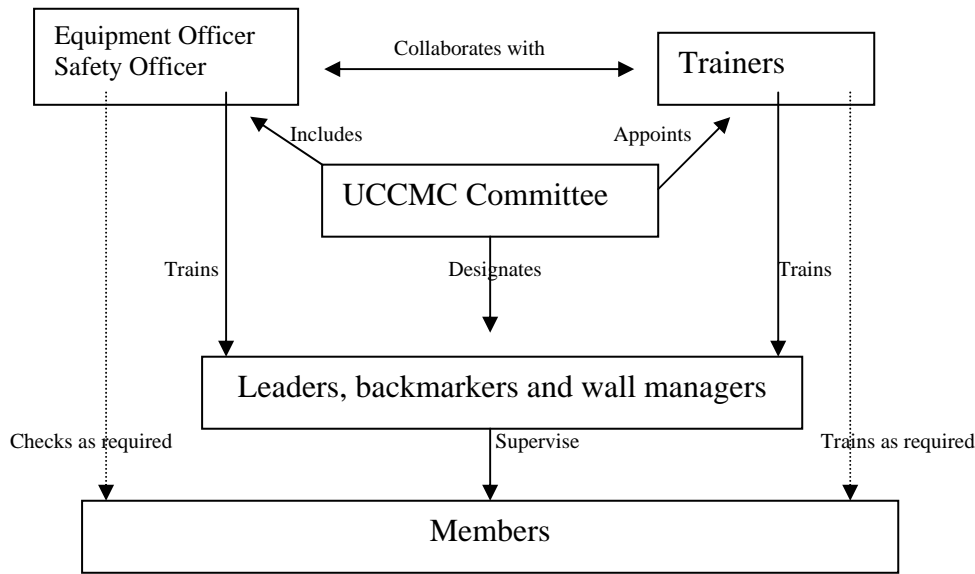 Equipment Officer
Safety Officer
Collaborates with
Trainers
Includes
Appoints
UCCMC Committee
Trains
Designates
Trains
Leaders, backmarkers and wall managers
Checks as required
Supervise
Trains as required
Members